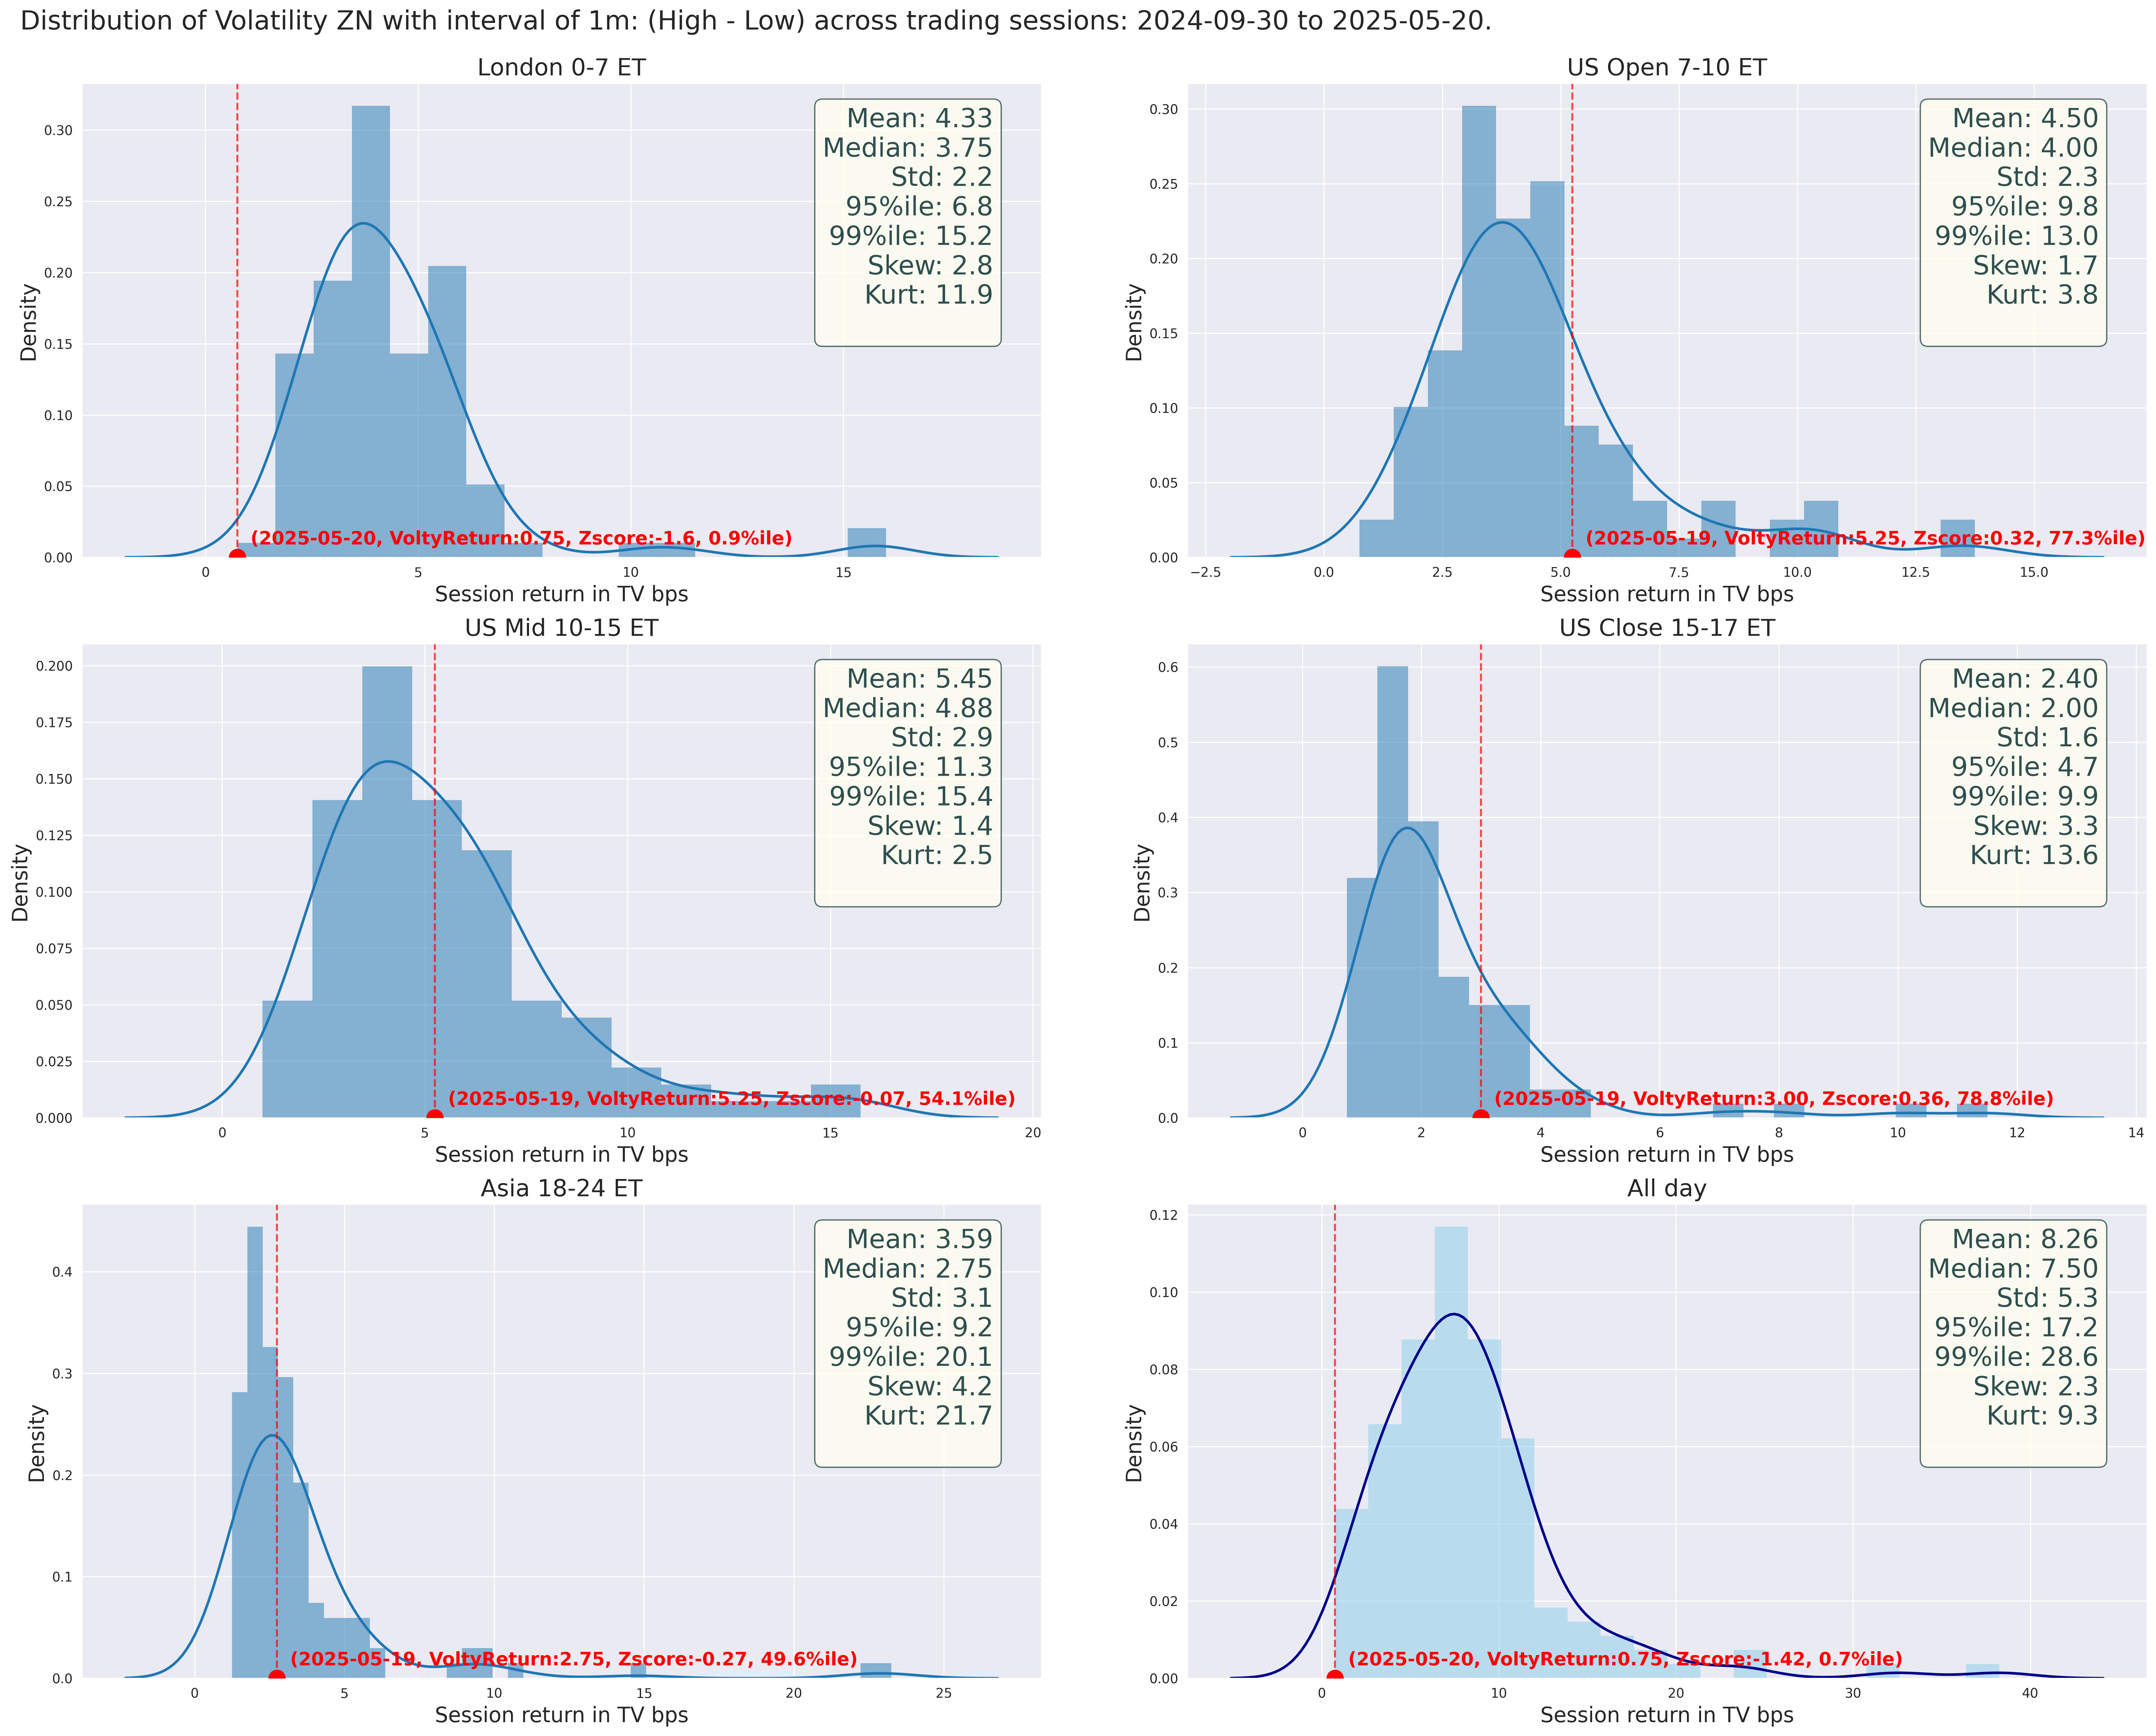 Distribution of Volatility ZN with interval of 1m: (High - Low) across trading sessions: 2024-09-30 to 2025-05-20.
London 0-7 ET
Density
0.30
0.25
0.20
0.15
0.10
0.05
0.00
Mean: 4.33
Median: 3.75
Std: 2.2
95%ile: 6.8
99%ile: 15.2
Skew: 2.8
Kurt: 11.9
(2025-05-20, VoltyReturn:0.75, Zscore:-1.6, 0.9%ile)
0 5 10 15
Session return in TV bps
US Open 7-10 ET
Density
0.30
0.25
0.20
0.15
0.10
0.05
0.00
Mean: 4.50
Median: 4.00
Std: 2.3
95%ile: 9.8
99%ile: 13.0
Skew: 1.7
Kurt: 3.8
(2025-05-19, VoltyReturn:5.25, Zscore:0.32, 77.3%ile)
−2.5 0.0 2.5 5.0 7.5 10.0 12.5 15.0
Session return in TV bps
US Mid 10-15 ET
Density
0.200
0.175
0.150
0.125
0.100
0.075
0.050
0.025
0.000
Mean: 5.45
Median: 4.88
Std: 2.9
95%ile: 11.3
99%ile: 15.4
Skew: 1.4
Kurt: 2.5
(2025-05-19, VoltyReturn:5.25, Zscore:-0.07, 54.1%ile)
0 5 10 15 20
Session return in TV bps
US Close 15-17 ET
Density
0.6
0.5
0.4
0.3
0.2
0.1
0.0
Mean: 2.40
Median: 2.00
Std: 1.6
95%ile: 4.7
99%ile: 9.9
Skew: 3.3
Kurt: 13.6
(2025-05-19, VoltyReturn:3.00, Zscore:0.36, 78.8%ile)
0 2 4 6 8 10 12 14
Session return in TV bps
Asia 18-24 ET
Density
0.4
0.3
0.2
0.1
0.0
Mean: 3.59
Median: 2.75
Std: 3.1
95%ile: 9.2
99%ile: 20.1
Skew: 4.2
Kurt: 21.7
(2025-05-19, VoltyReturn:2.75, Zscore:-0.27, 49.6%ile)
0 5 10 15 20 25
Session return in TV bps
All day
Density
0.12
0.10
0.08
0.06
0.04
0.02
0.00
Mean: 8.26
Median: 7.50
Std: 5.3
95%ile: 17.2
99%ile: 28.6
Skew: 2.3
Kurt: 9.3
(2025-05-20, VoltyReturn:0.75, Zscore:-1.42, 0.7%ile)
0 10 20 30 40
Session return in TV bps